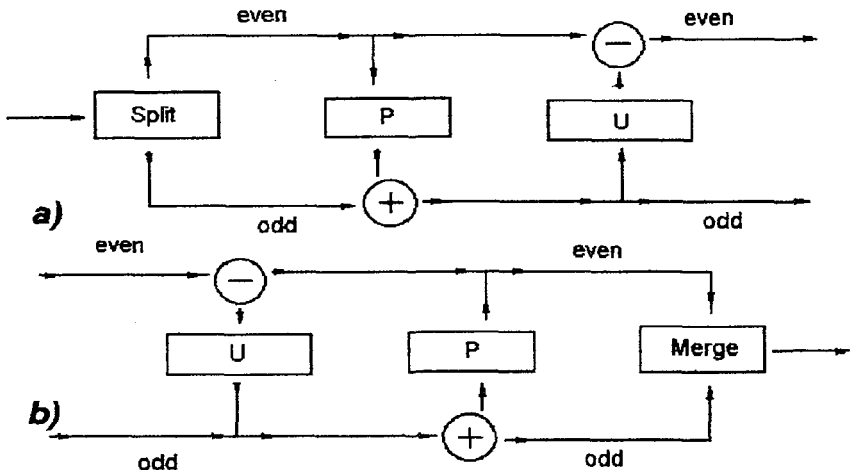 even
even
−
Split
P
U
+
a)
odd
odd
even
even
−
U
P
Merge
b)
+
odd
odd